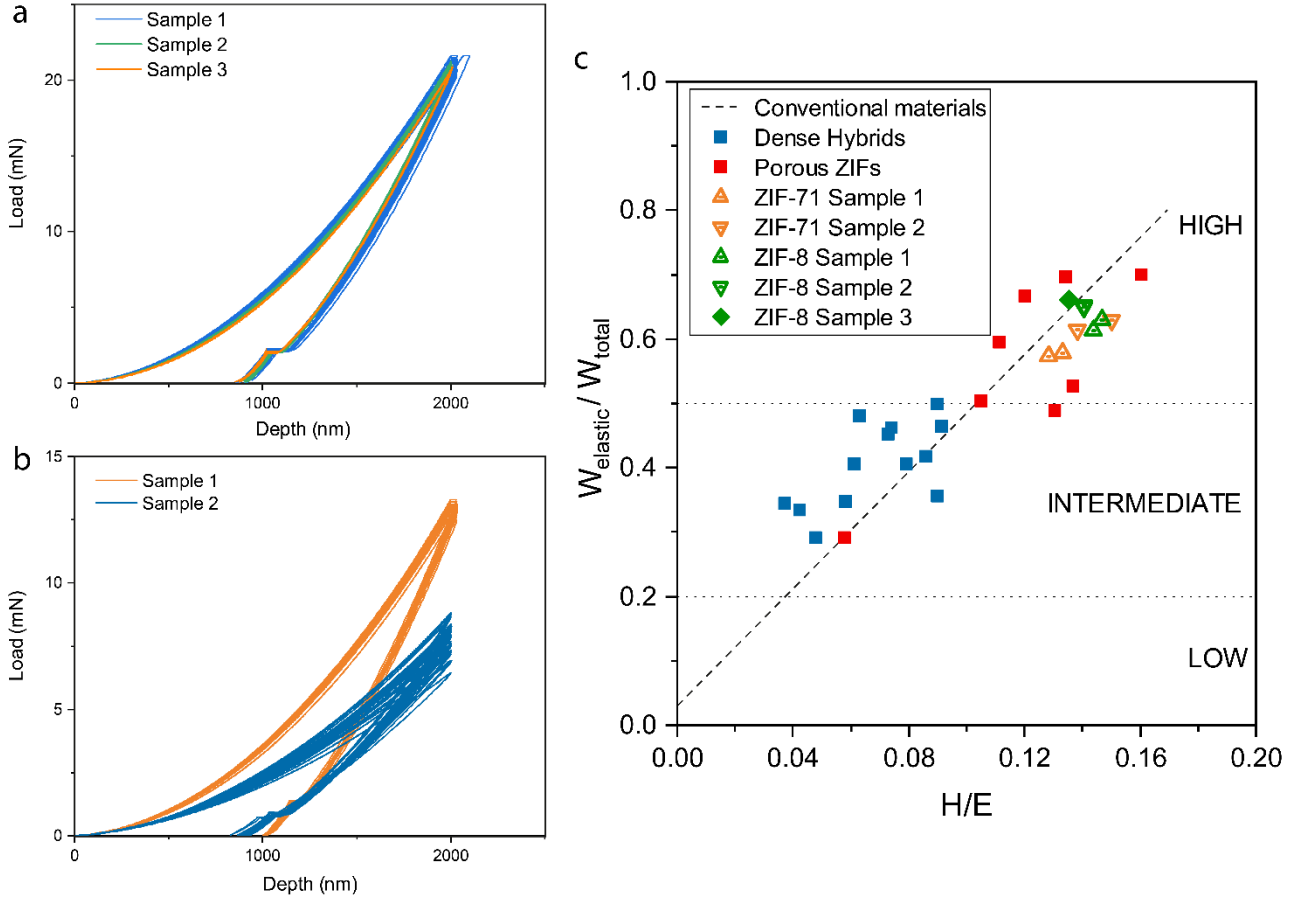 a
Sample 1
Sample 2
Sample 3
20
10
0
Load (mN)
0
1000
2000
Depth (nm)
b
Sample 1
Sample 2
15
10
5
0
Load (mN)
0
1000
2000
Depth (nm)
c
Conventional materials
Dense Hybrids
Porous ZIFs
ZIF-71 Sample 1
ZIF-71 Sample 2
ZIF-8 Sample 1
ZIF-8 Sample 2
ZIF-8 Sample 3
HIGH
INTERMEDIATE
LOW
1.0
0.8
0.6
0.4
0.2
0.0
Welastic / Wtotal
0.00
0.04
0.08
0.12
0.16
0.20
H/E